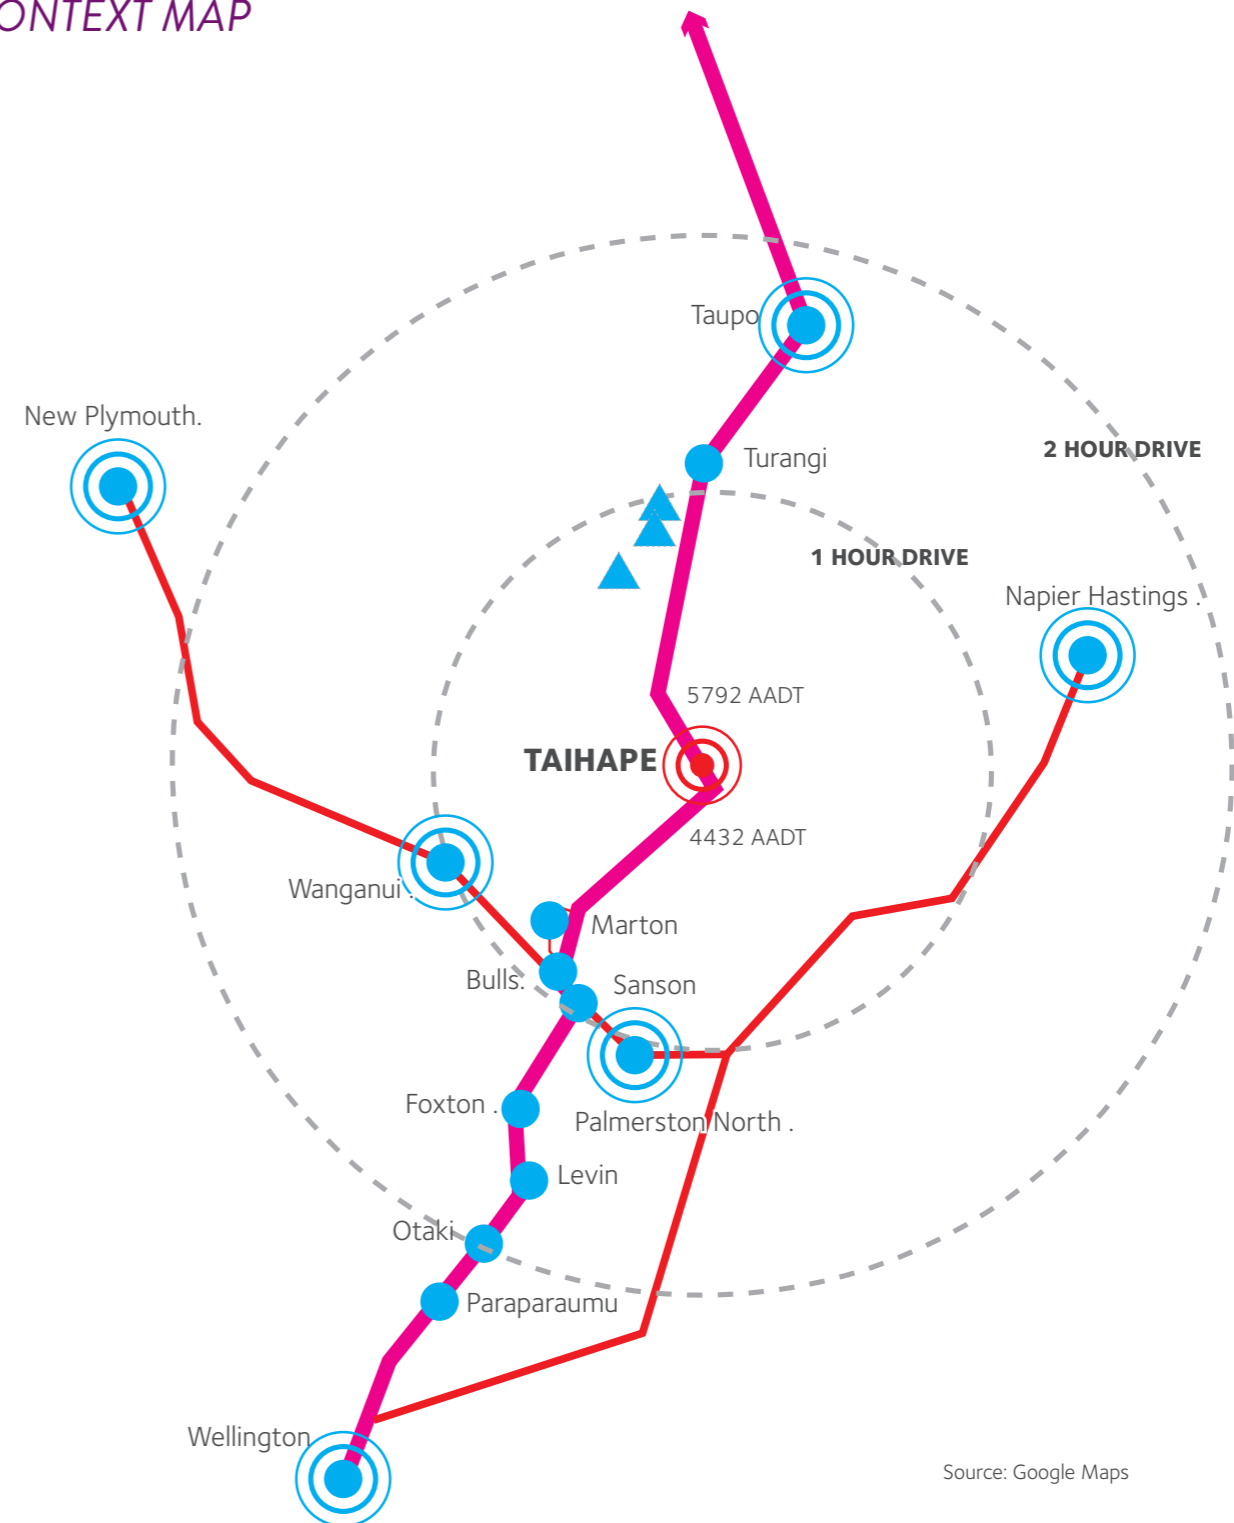 ONTEXT MAP
Taupo
New Plymouth.
2 HOUR DRIVE
Turangi
1 HOUR DRIVE
Napier Hastings .
5792 AADT
TAIHAPE
4432 AADT
Wanganui .
Marton
Bulls.
Sanson
Foxton .
Palmerston North .
Levin
Otaki
Paraparaumu
Wellington
Source: Google Maps